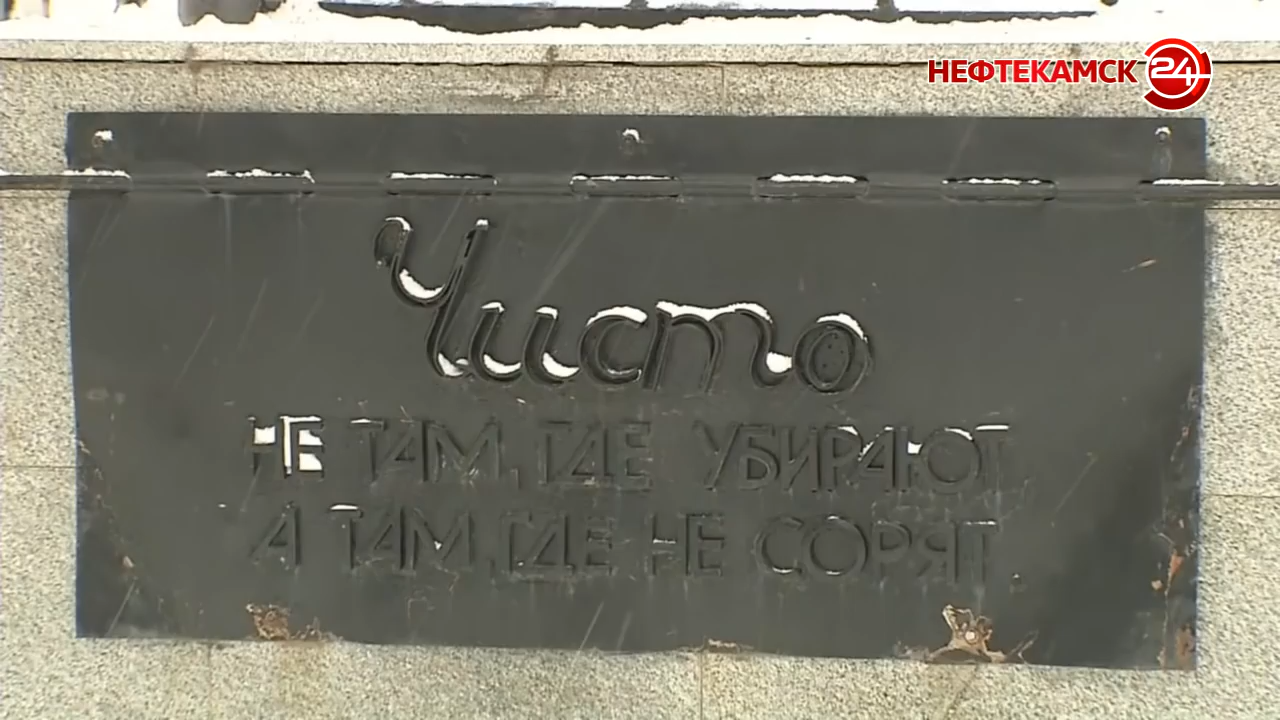 НЕФТЕКАМСК 24
Чисто
НЕ ТАМ, ГДЕ УБИРАЮТ
А ТАМ, ГДЕ НЕ СОРЯТ